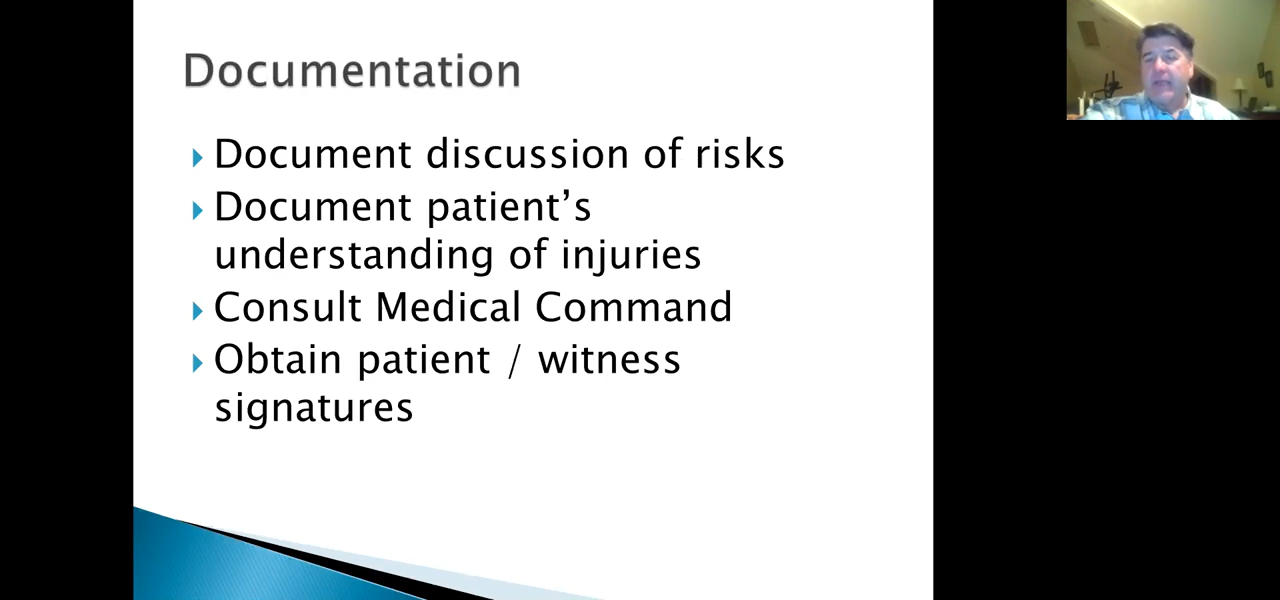 Documentation
Document discussion of risks
Document patient’s
understanding of injuries
Consult Medical Command
Obtain patient / witness
signatures